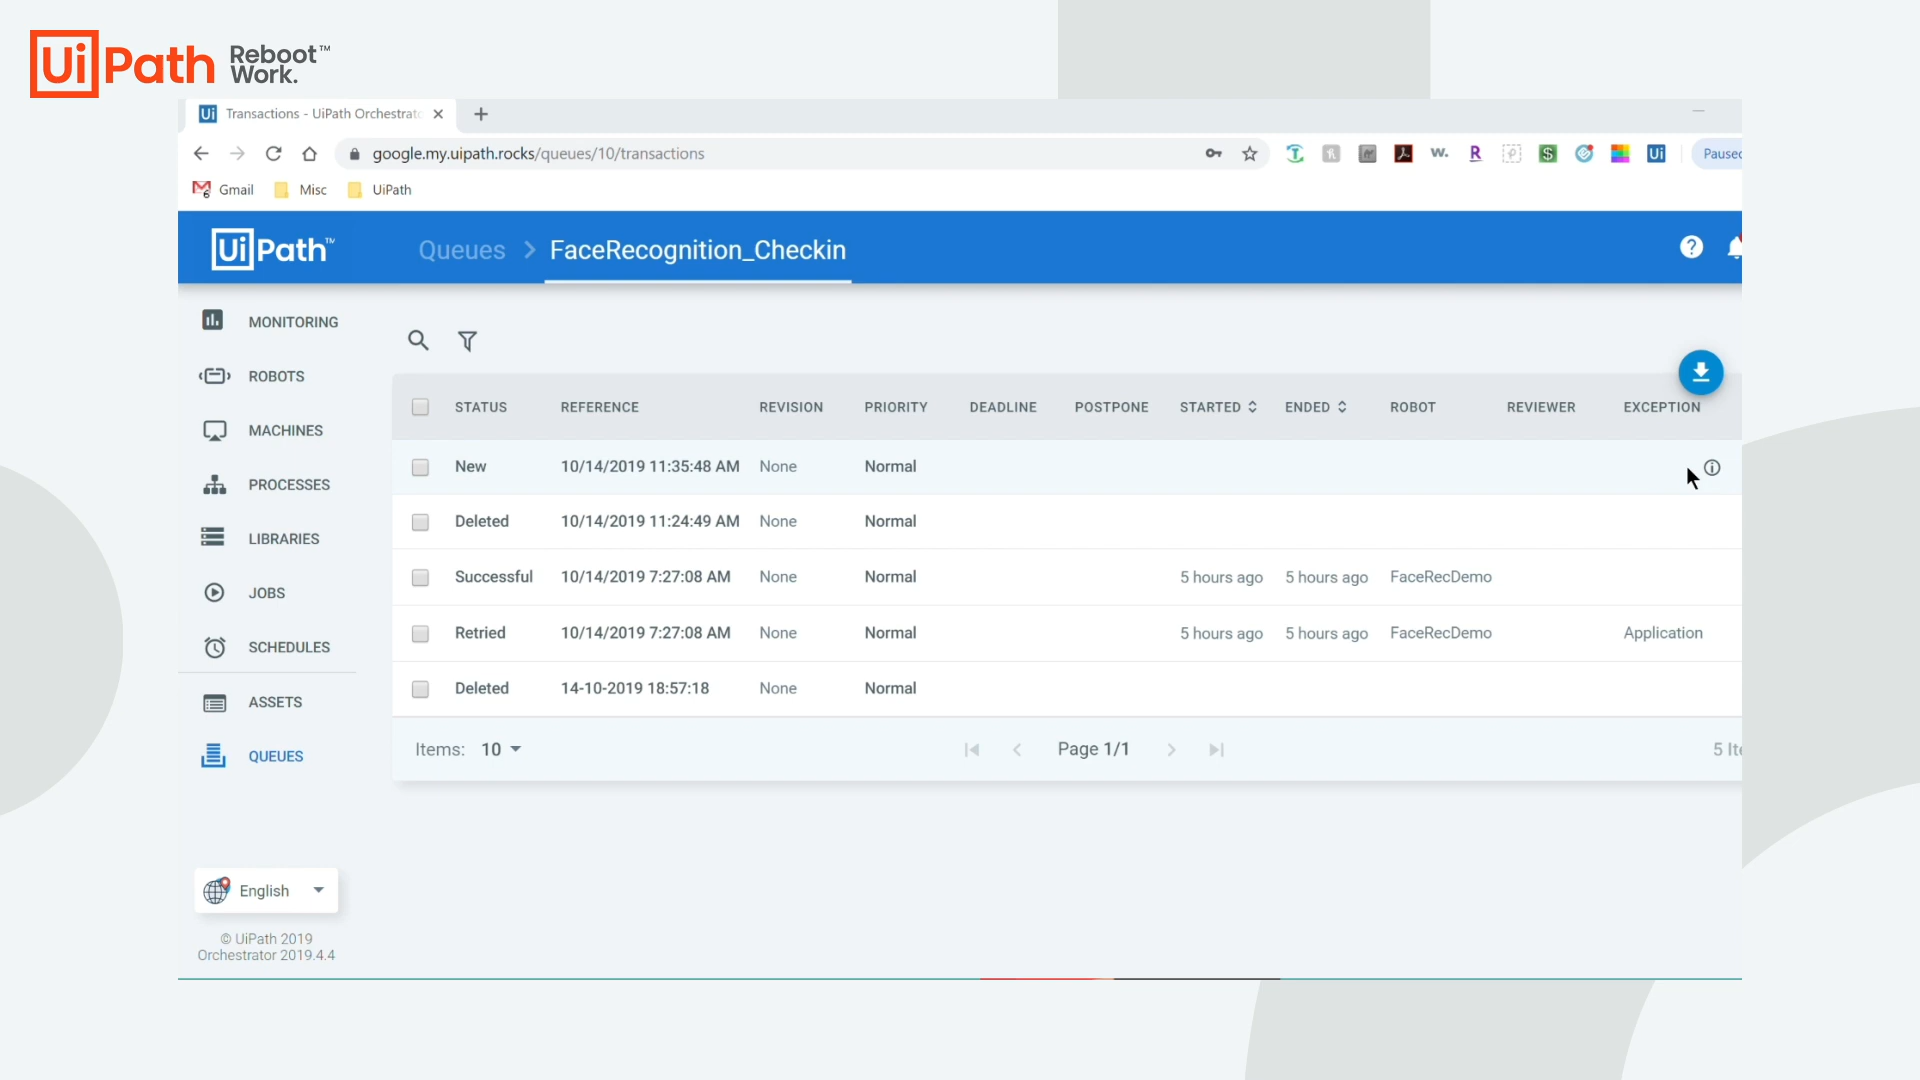 UiPath Reboot™
Work.
Ui Transactions - UiPath Orchestrato
google.my.uipath.rocks/queues/10/transactions
W. R $ Ui Paused
Gmail Misc UiPath
UiPath™ Queues > FaceRecognition_Checkin
MONITORING
ROBOTS
MACHINES
PROCESSES
LIBRARIES
JOBS
SCHEDULES
ASSETS
QUEUES
STATUS REFERENCE REVISION PRIORITY DEADLINE POSTPONE STARTED ENDED ROBOT REVIEWER EXCEPTION
New 10/14/2019 11:35:48 AM None Normal
Deleted 10/14/2019 11:24:49 AM None Normal
Successful 10/14/2019 7:27:08 AM None Normal 5 hours ago 5 hours ago FaceRecDemo
Retried 10/14/2019 7:27:08 AM None Normal 5 hours ago 5 hours ago FaceRecDemo Application
Deleted 14-10-2019 18:57:18 None Normal
Items: 10 Page 1/1 5 Ite
English
© UiPath 2019
Orchestrator 2019.4.4